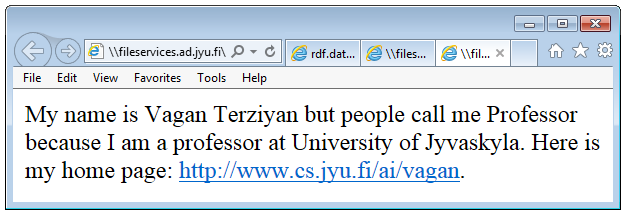 \\fileservices.ad.jyu.fi\
rdf.dat...
\\files...
\\fil...
File Edit View Favorites Tools Help
My name is Vagan Terziyan but people call me Professor
because I am a professor at University of Jyvaskyla. Here is
my home page: http://www.cs.jyu.fi/ai/vagan.